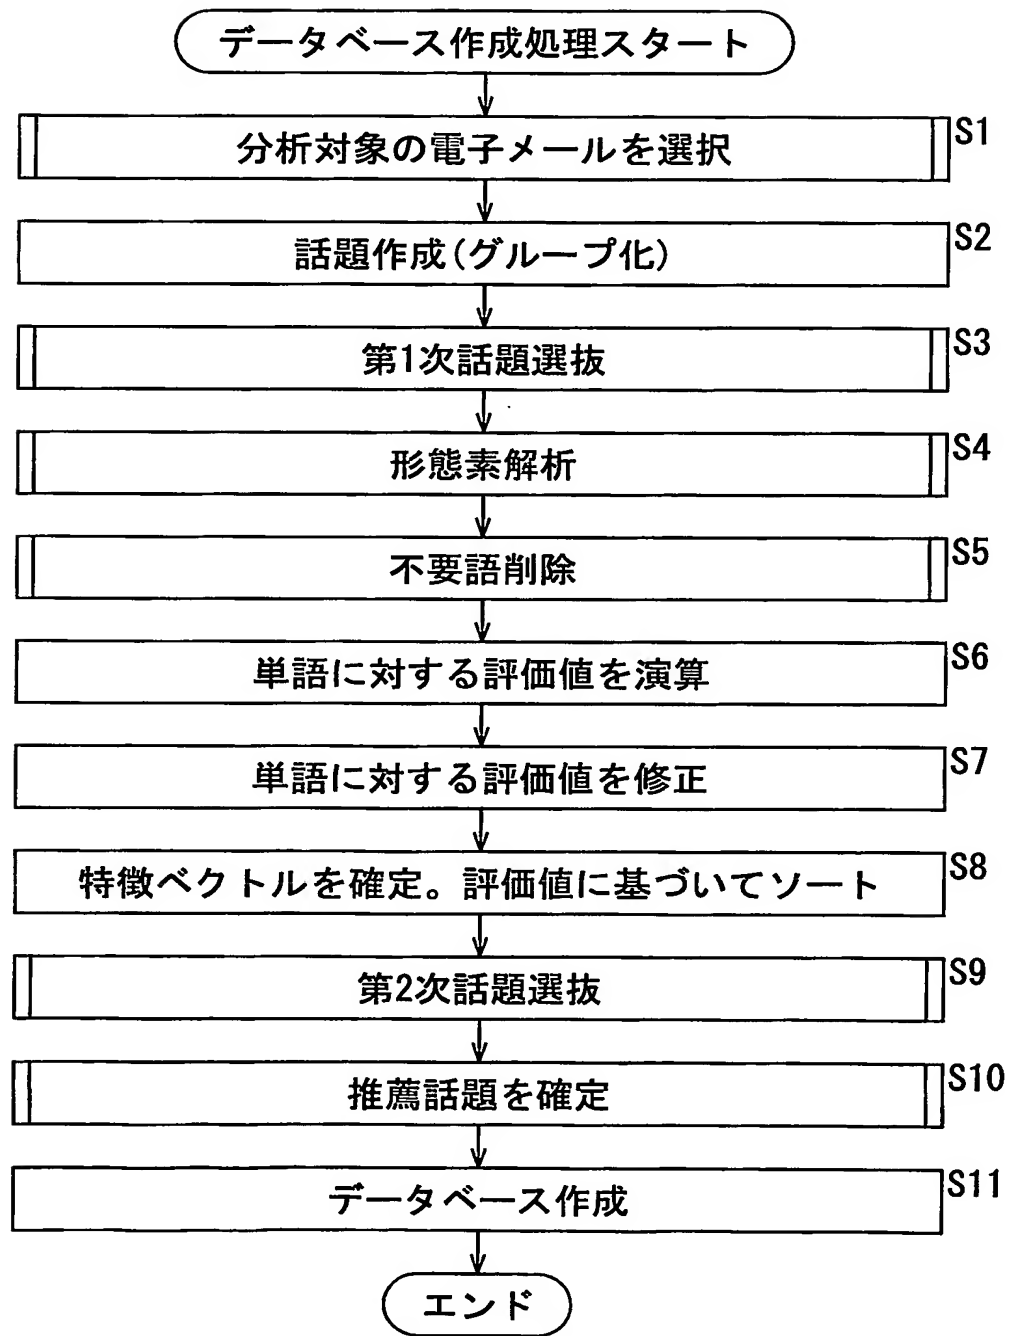 データベース作成処理スタート
分析対象の電子メールを選択 S1
話題作成(グループ化) S2
第1次話題選抜 S3
形態素解析 S4
不要語削除 S5
単語に対する評価値を演算 S6
単語に対する評価値を修正 S7
特徴ベクトルを確定。評価値に基づいてソート S8
第2次話題選抜 S9
推薦話題を確定 S10
データベース作成 S11
エンド